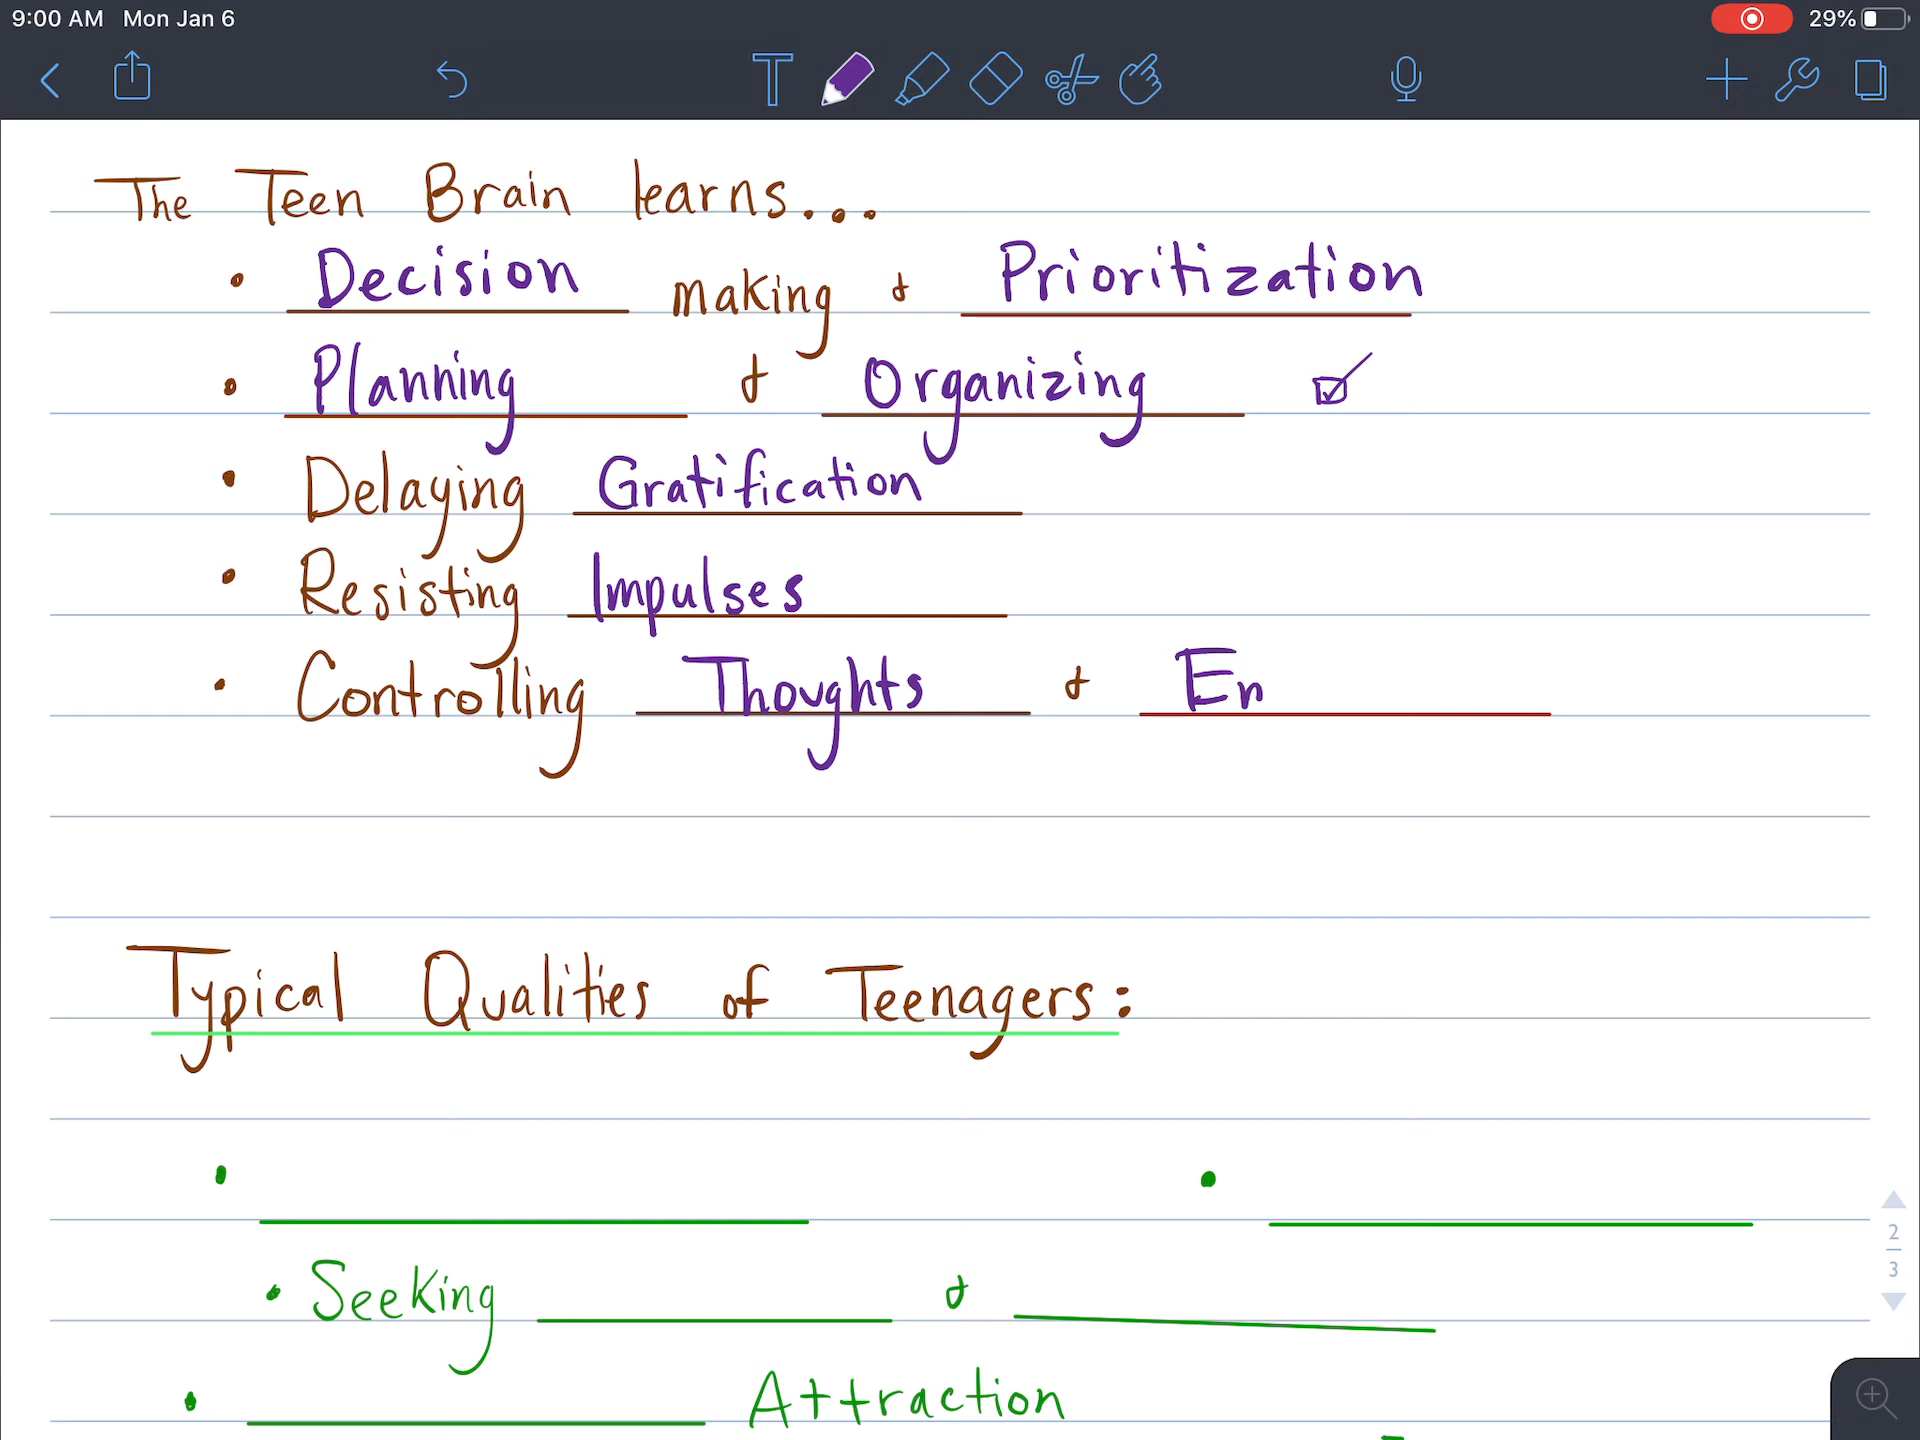 9:00 AM Mon Jan 6 29%
T
The Teen Brain learns...
• Decision making & Prioritization
• Planning & Organizing
• Delaying Gratification
• Resisting Impulses
• Controlling Thoughts & En
Typical Qualities of Teenagers:
• •
• Seeking &
• Attraction
2
3